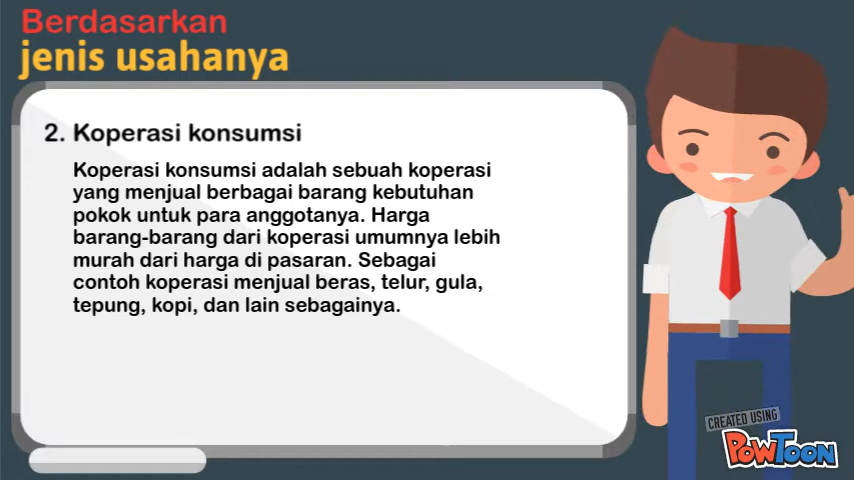 Berdasarkan
jenis usahanya
2. Koperasi konsumsi
Koperasi konsumsi adalah sebuah koperasi
yang menjual berbagai barang kebutuhan
pokok untuk para anggotanya. Harga
barang-barang dari koperasi umumnya lebih
murah dari harga di pasaran. Sebagai
contoh koperasi menjual beras, telur, gula,
tepung, kopi, dan lain sebagainya.
CREATED USING
POWTOON